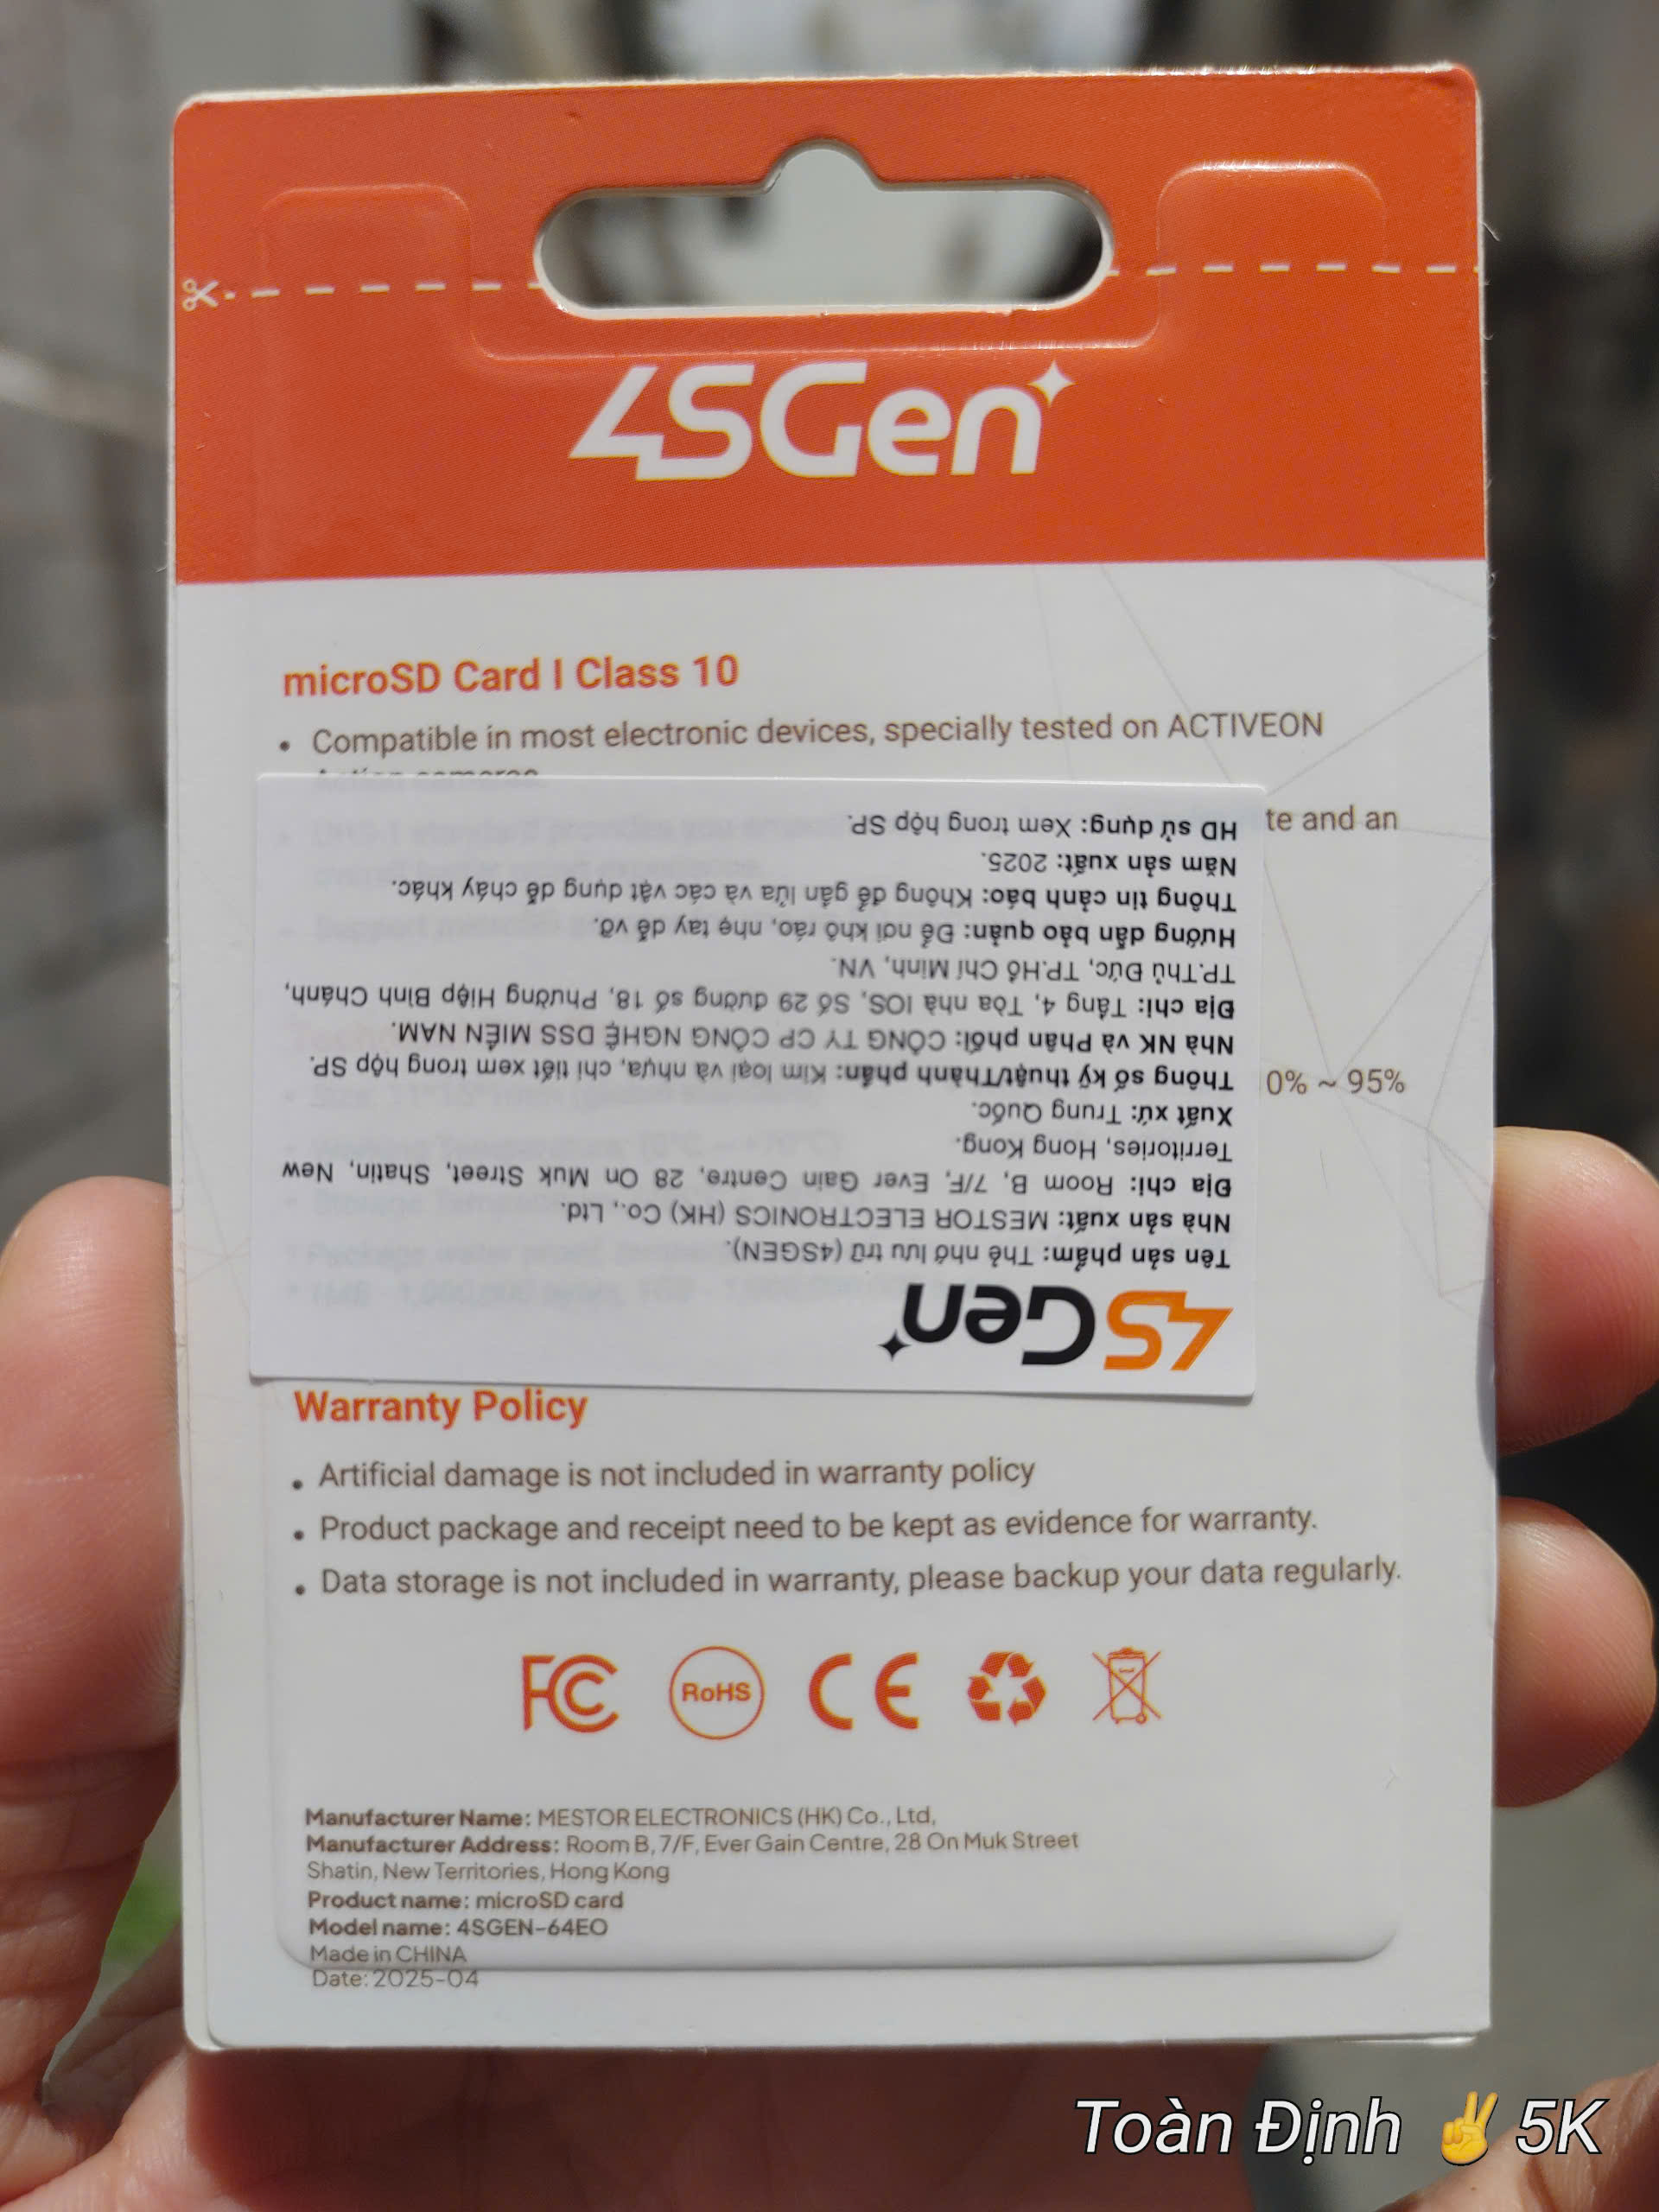 4SGen
microSD Card | Class 10
• Compatible in most electronic devices, specially tested on ACTIVEON
te and an
0% ~ 95%
4SGen
Tên sản phẩm: Thẻ nhớ lưu trữ (4SGEN).
Nhà sản xuất: MESTOR ELECTRONICS (HK) Co., Ltd.
Địa chỉ: Room B, 7/F, Ever Gain Centre, 28 On Muk Street, Shatin, New
Territories, Hong Kong.
Xuất xứ: Trung Quốc.
Thông số kỹ thuật/Thành phần: Kim loại và nhựa, chi tiết xem trong hộp SP.
Nhà NK và Phân phối: CÔNG TY CP CÔNG NGHỆ DSS MIỀN NAM.
Địa chỉ: Tầng 4, Tòa nhà IOS, Số 29 đường số 18, Phường Hiệp Bình Chánh,
TP.Thủ Đức, TP.Hồ Chí Minh, VN.
Hướng dẫn bảo quản: Để nơi khô ráo, nhẹ tay dễ vỡ.
Thông tin cảnh báo: Không để gần lửa và các vật dụng dễ cháy khác.
Năm sản xuất: 2025.
HD sử dụng: Xem trong hộp SP.
Warranty Policy
• Artificial damage is not included in warranty policy
• Product package and receipt need to be kept as evidence for warranty.
• Data storage is not included in warranty, please backup your data regularly.
FC RoHS CE
Manufacturer Name: MESTOR ELECTRONICS (HK) Co., Ltd,
Manufacturer Address: Room B, 7/F, Ever Gain Centre, 28 On Muk Street
Shatin, New Territories, Hong Kong
Product name: microSD card
Model name: 4SGEN-64EO
Made in CHINA
Date: 2025-04
Toàn Định ✌ 5K